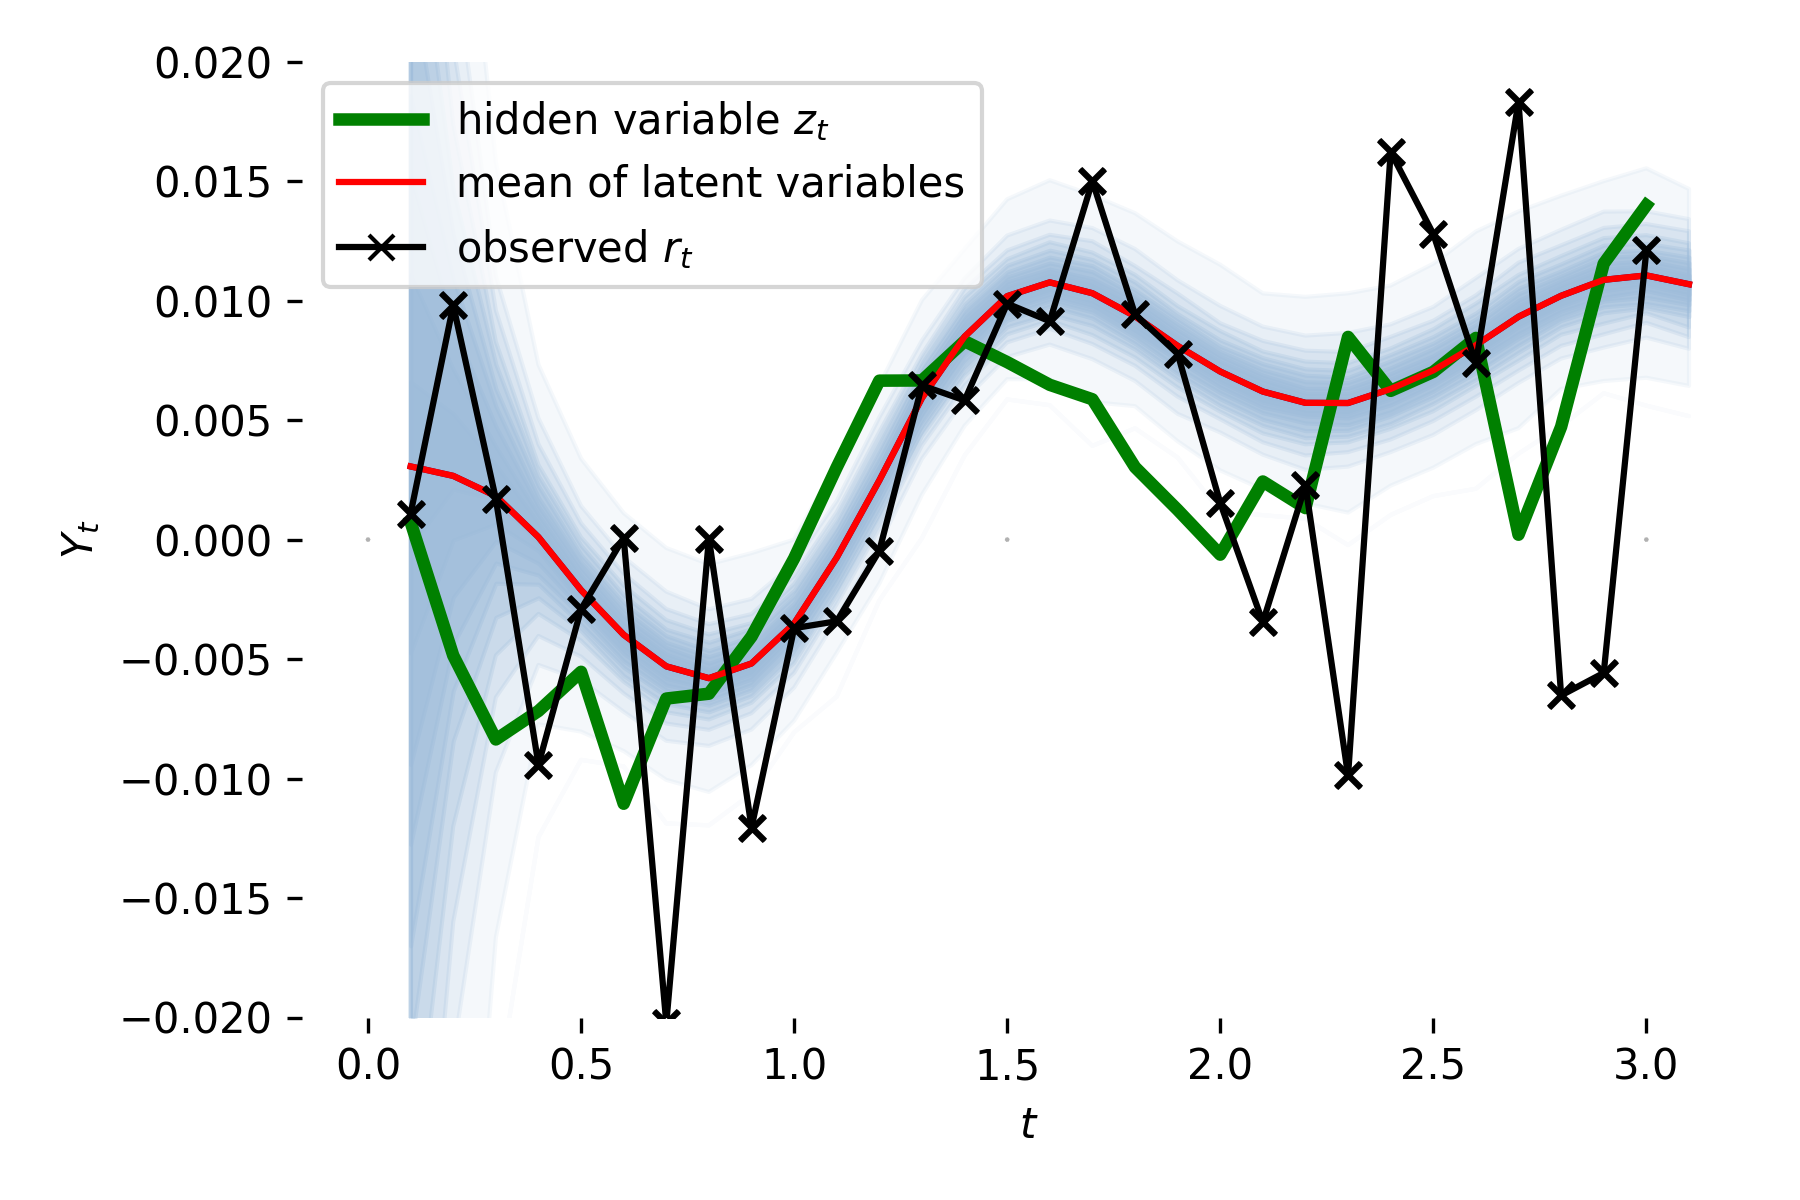 0.020
0.015
0.010
0.005
0.000
−0.005
−0.010
−0.015
−0.020
Y_t
hidden variable z_t
mean of latent variables
observed r_t
0.0 0.5 1.0 1.5 2.0 2.5 3.0
t